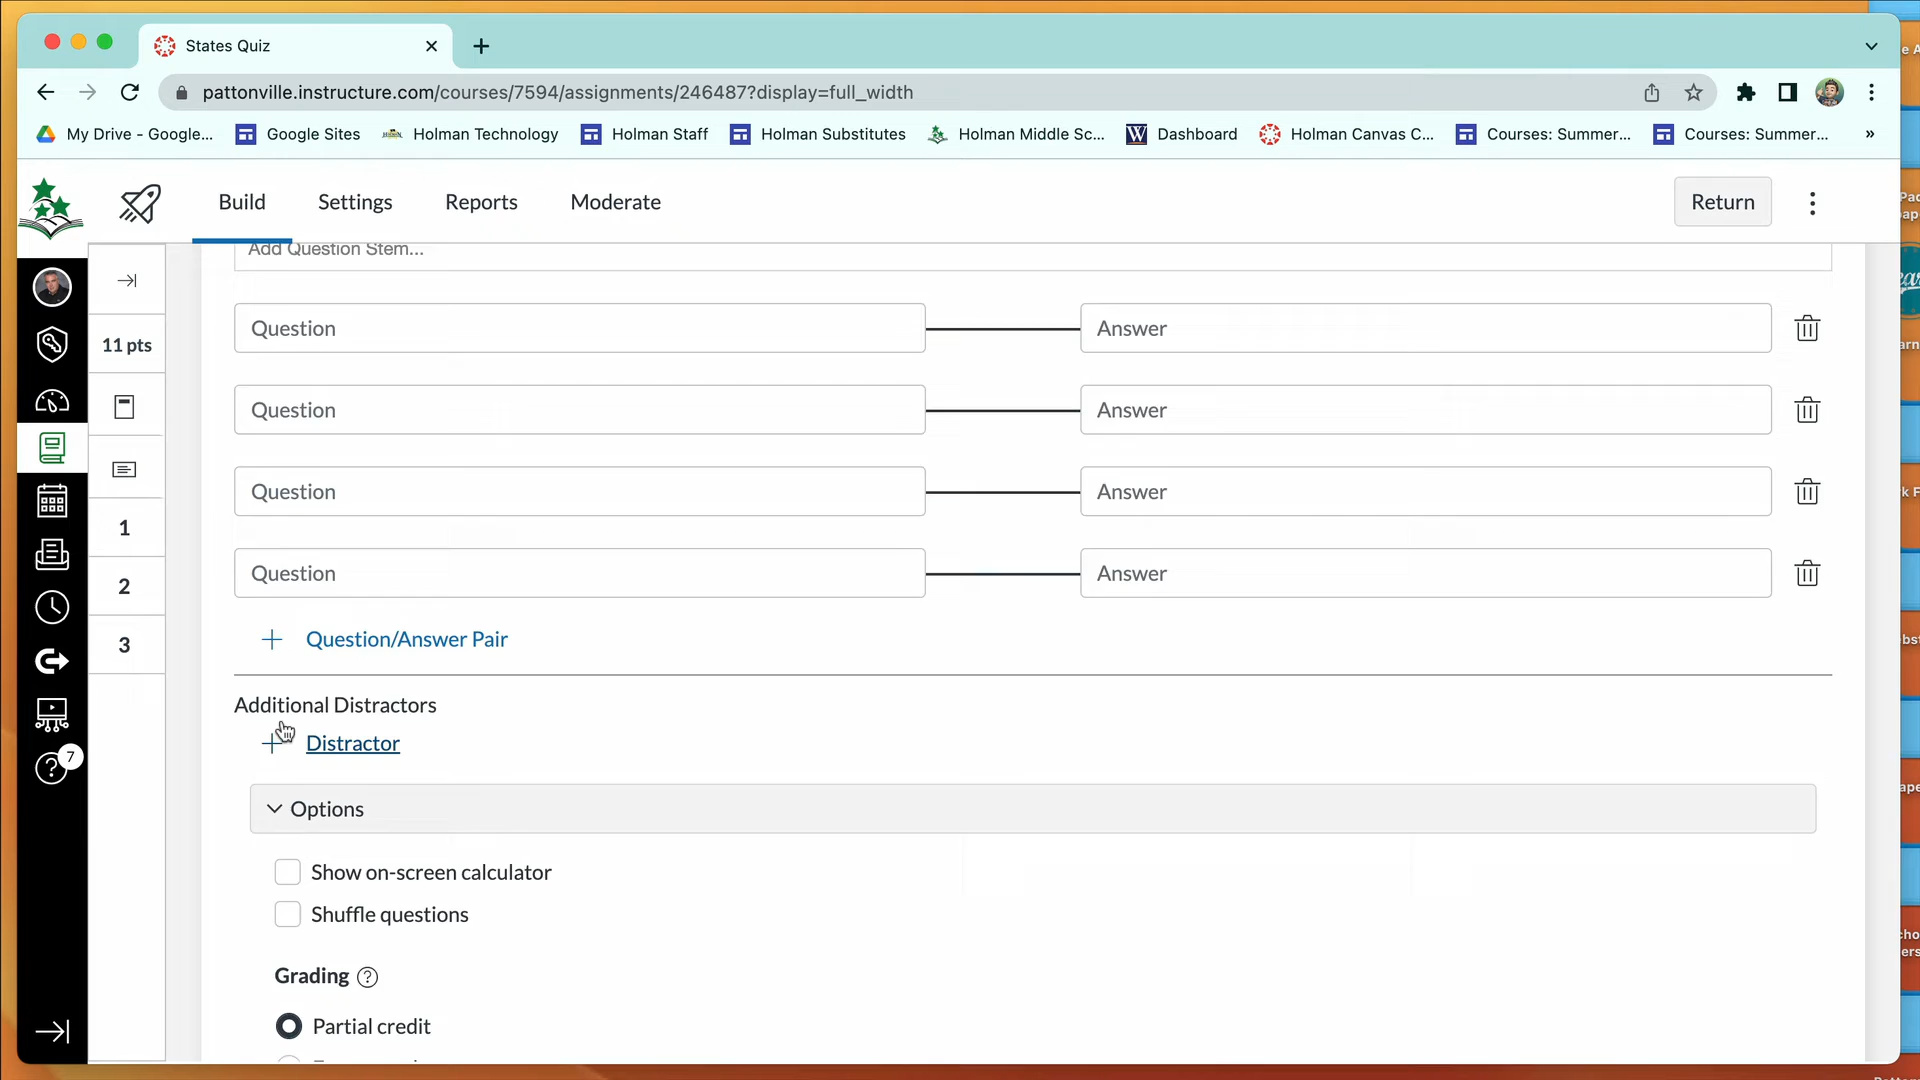 States Quiz
pattonville.instructure.com/courses/7594/assignments/246487?display=full_width
My Drive - Google...
Google Sites
Holman Technology
Holman Staff
Holman Substitutes
Holman Middle Sc...
W
Dashboard
Holman Canvas C...
Courses: Summer...
Courses: Summer...
»
Build
Settings
Reports
Moderate
Return
Add Question Stem...
11 pts
Question
Answer
Question
Answer
Question
Answer
Question
Answer
1
2
3
+ Question/Answer Pair
Additional Distractors
+ Distractor
7
Options
Show on-screen calculator
Shuffle questions
Grading ?
Partial credit